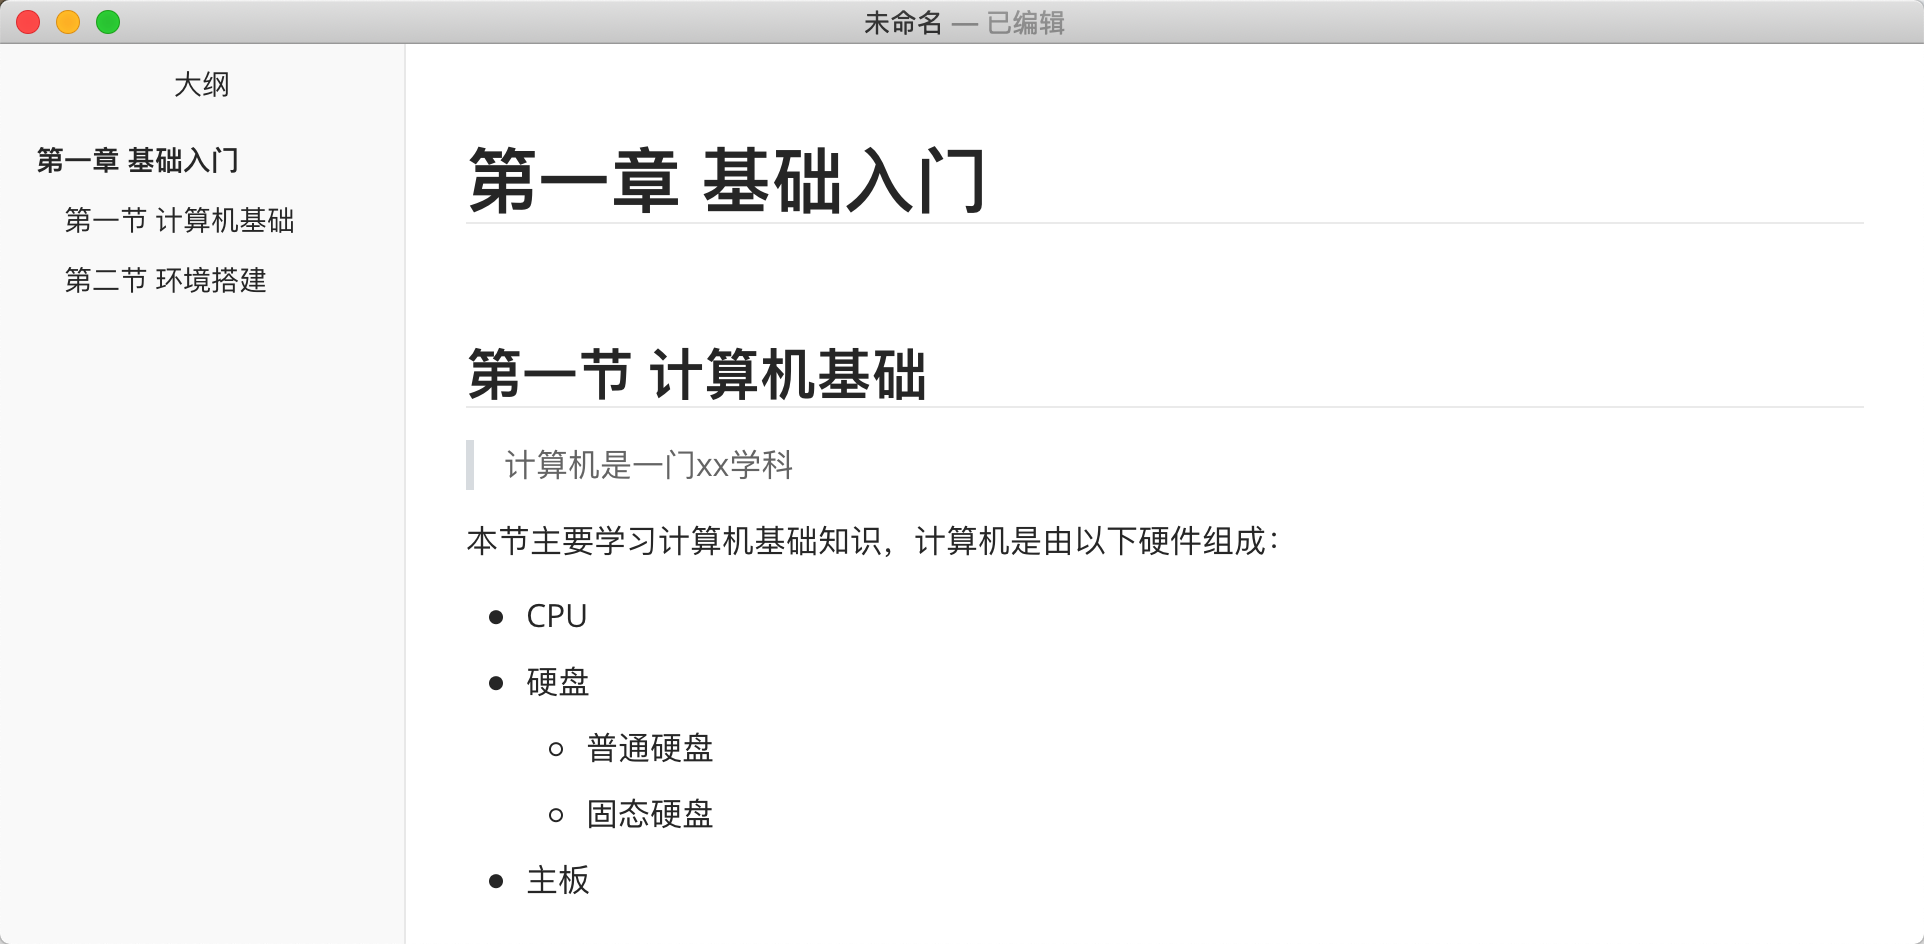 未命名 — 已编辑
大纲
第一章 基础入门
第一节 计算机基础
第二节 环境搭建
第一章 基础入门
第一节 计算机基础
计算机是一门xx学科
本节主要学习计算机基础知识，计算机是由以下硬件组成：
CPU
硬盘
普通硬盘
固态硬盘
主板